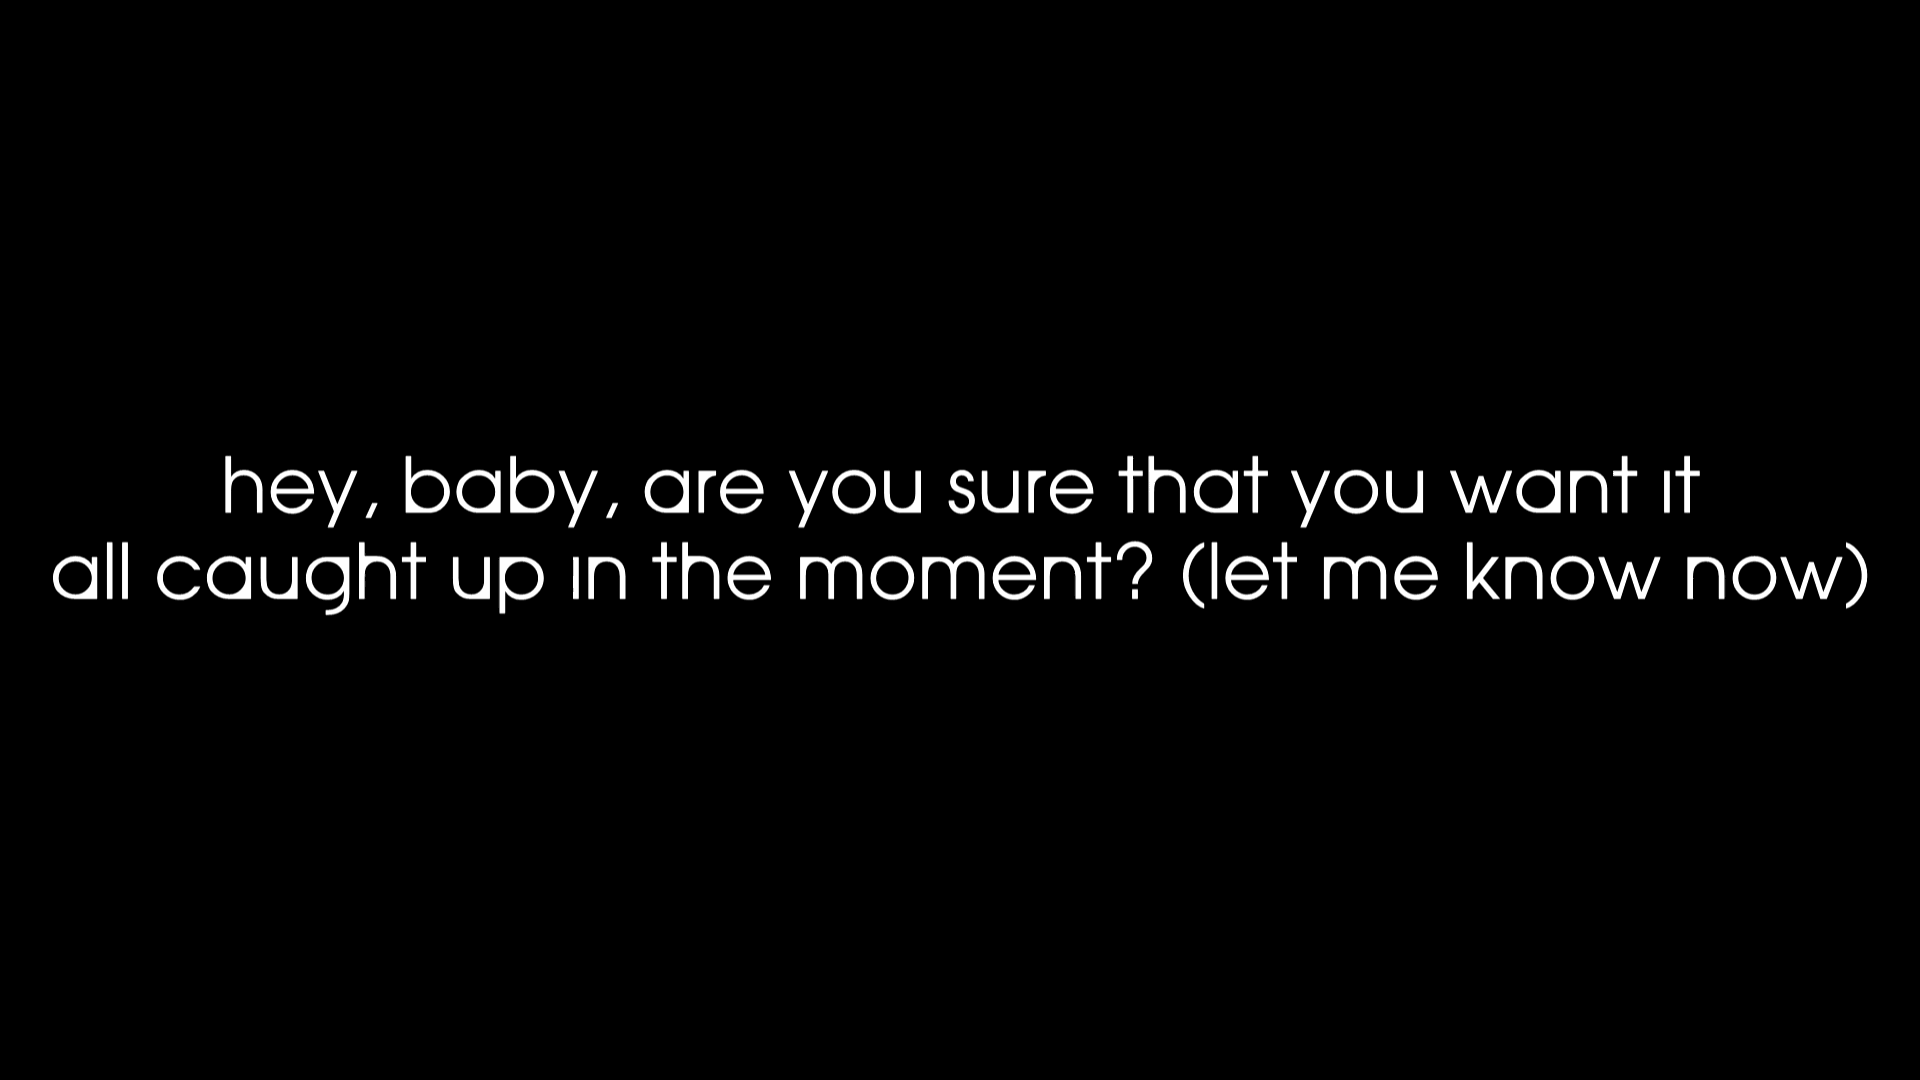 hey, baby, are you sure that you want it
all caught up in the moment? (let me know now)